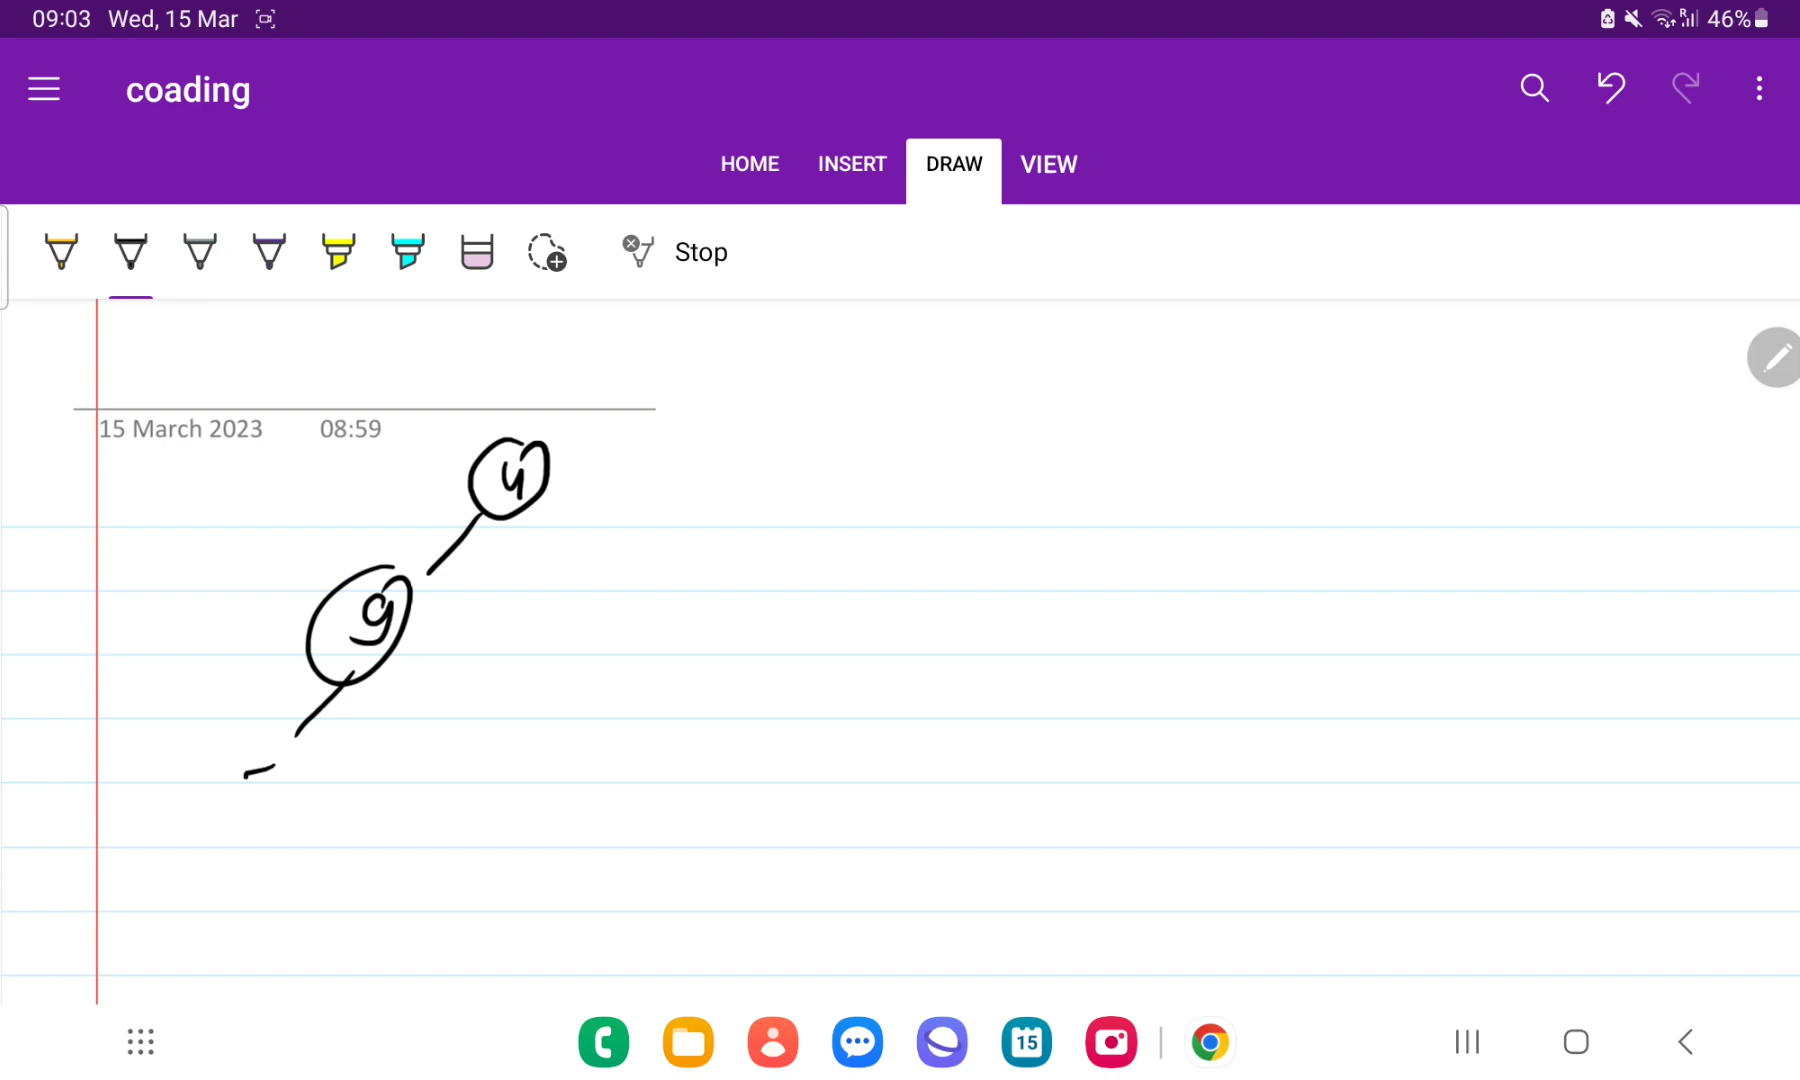 09:03 Wed, 15 Mar R 46%
coading
HOME INSERT DRAW VIEW
Stop
15 March 2023 08:59
4
9
15